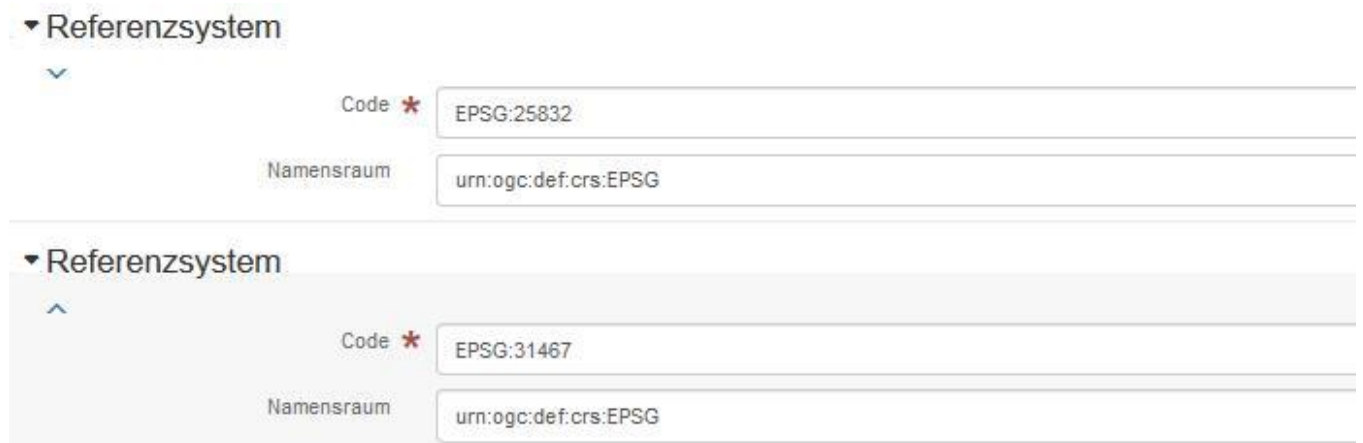 Referenzsystem
Code * EPSG:25832
Namensraum urn:ogc:def:crs:EPSG
Referenzsystem
Code * EPSG:31467
Namensraum urn:ogc:def:crs:EPSG